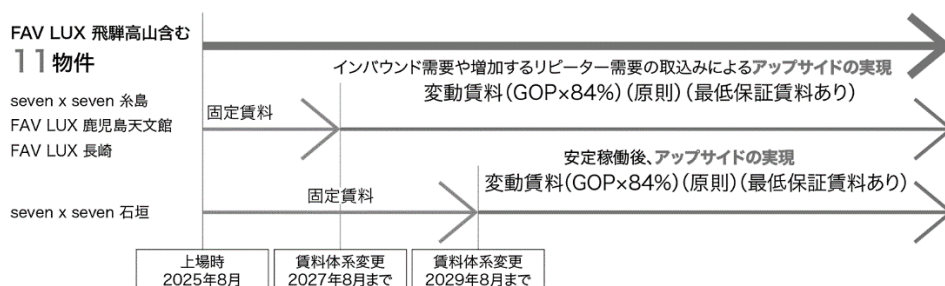 FAV LUX 飛騨高山含む
11物件
インバウンド需要や増加するリピーター需要の取込みによるアップサイドの実現
変動賃料(GOP×84%)(原則)(最低保証賃料あり)
seven x seven 糸島
FAV LUX 鹿児島天文館
FAV LUX 長崎
固定賃料
安定稼働後、アップサイドの実現
変動賃料(GOP×84%)(原則)(最低保証賃料あり)
seven x seven 石垣
固定賃料
上場時
2025年8月
賃料体系変更
2027年8月まで
賃料体系変更
2029年8月まで